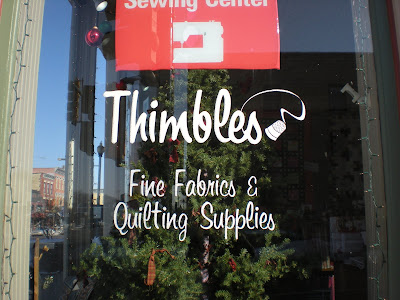 Sewing Center
Thimbles
Fine Fabrics &
Quilting Supplies